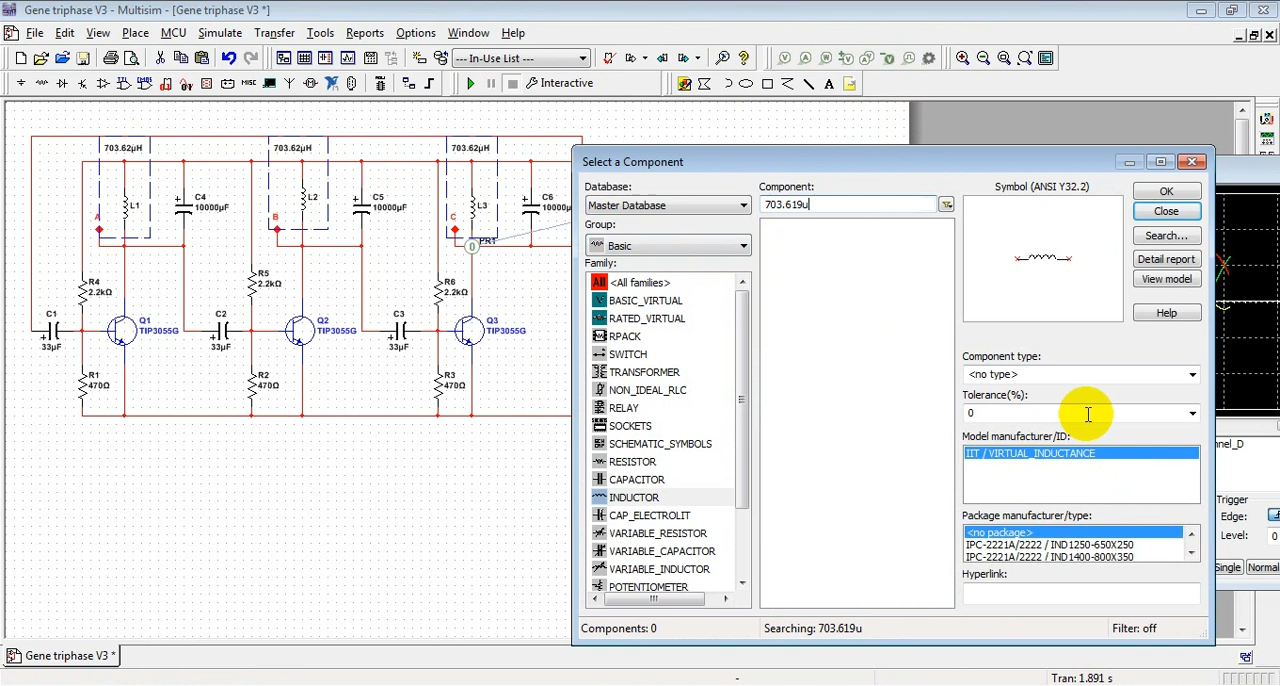 Gene triphase V3 - Multisim - [Gene triphase V3 *]
File Edit View Place MCU Simulate Transfer Tools Reports Options Window Help
--- In-Use List ---
Interactive
703.62µH 703.62µH 703.62µH
L1 C4 10000µF L2 C5 10000µF L3 C6 10000µF
A B C
0 PR1
R4 2.2kΩ R5 2.2kΩ R6 2.2kΩ
C1 33µF Q1 TIP3055G C2 33µF Q2 TIP3055G C3 33µF Q3 TIP3055G
R1 470Ω R2 470Ω R3 470Ω
Select a Component
Database:
Master Database
Group:
Basic
Family:
All <All families>
BASIC_VIRTUAL
RATED_VIRTUAL
RPACK
SWITCH
TRANSFORMER
NON_IDEAL_RLC
RELAY
SOCKETS
SCHEMATIC_SYMBOLS
RESISTOR
CAPACITOR
INDUCTOR
CAP_ELECTROLIT
VARIABLE_RESISTOR
VARIABLE_CAPACITOR
VARIABLE_INDUCTOR
POTENTIOMETER
Component:
703.619u
Symbol (ANSI Y32.2)
OK
Close
Search...
Detail report
View model
Help
Component type:
<no type>
Tolerance(%):
0
Model manufacturer/ID:
IIT / VIRTUAL_INDUCTANCE
Package manufacturer/type:
<no package>
IPC-2221A/2222 / IND1250-650X250
IPC-2221A/2222 / IND1400-800X350
Hyperlink:
Components: 0 Searching: 703.619u Filter: off
nnel_D
Trigger
Edge:
Level: 0
Single Normal
Gene triphase V3 *
- Tran: 1.891 s